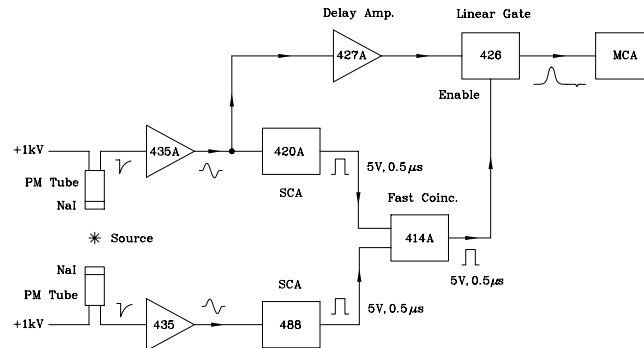 Delay Amp.
Linear Gate
427A
426
MCA
Enable
+1kV
435A
420A
5V, 0.5μs
PM Tube
NaI
SCA
Fast Coinc.
Source
414A
NaI
SCA
PM Tube
5V, 0.5μs
5V, 0.5μs
+1kV
435
488